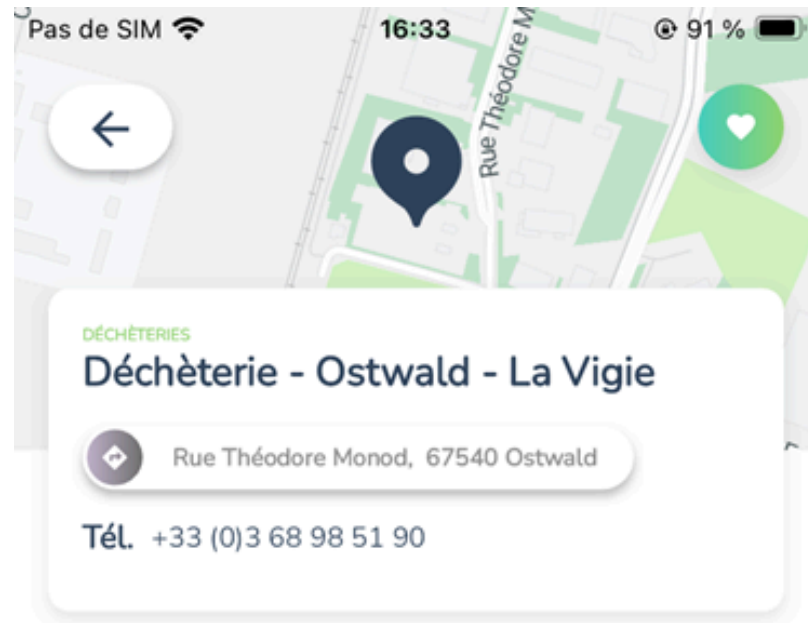 Pas de SIM 16:33 91 %
Rue Théodore M
DÉCHÈTERIES
Déchèterie - Ostwald - La Vigie
Rue Théodore Monod, 67540 Ostwald
Tél. +33 (0)3 68 98 51 90